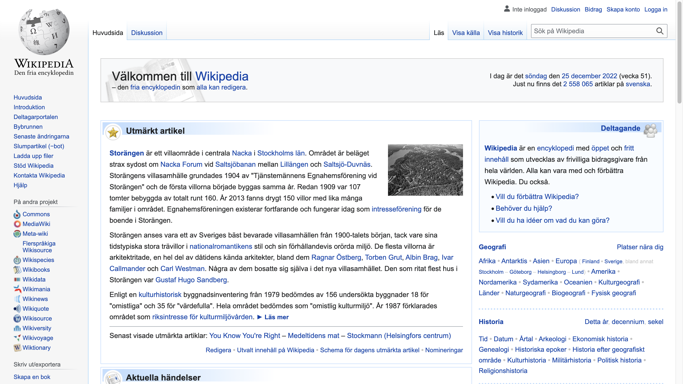 Inte inloggad Diskussion Bidrag Skapa konto Logga in
Huvudsida Diskussion Läs Visa källa Visa historik Sök på Wikipedia
WIKIPEDIA
Den fria encyklopedin
Huvudsida
Introduktion
Deltagarportalen
Bybrunnen
Senaste ändringarna
Slumpartikel (~bot)
Ladda upp filer
Stöd Wikipedia
Kontakta Wikipedia
Hjälp
På andra projekt
Commons
MediaWiki
Meta-wiki
Flerspråkiga
Wikisource
Wikispecies
Wikibooks
Wikidata
Wikimania
Wikinews
Wikiquote
Wikisource
Wikiversity
Wikivoyage
Wiktionary
Skriv ut/exportera
Skapa en bok
Välkommen till Wikipedia
– den fria encyklopedin som alla kan redigera.
I dag är det söndag den 25 december 2022 (vecka 51).
Just nu finns det 2 558 065 artiklar på svenska.
Utmärkt artikel
Storängen är ett villaområde i centrala Nacka i Stockholms län. Området är beläget
strax sydost om Nacka Forum vid Saltsjöbanan mellan Lillängen och Saltsjö-Duvnäs.
Storängens villasamhälle grundades 1904 av "Tjänstemännens Egnahemsförening vid
Storängen" och de första villorna började byggas samma år. Redan 1909 var 107
tomter bebyggda av totalt runt 160. År 2013 fanns drygt 150 villor med lika många
familjer i området. Egnahemsföreningen existerar fortfarande och fungerar idag som intresseförening för de
boende i Storängen.
Storängen anses vara ett av Sveriges bäst bevarade villasamhällen från 1900-talets början, tack vare sina
tidstypiska stora trävillor i nationalromantikens stil och sin förhållandevis orörda miljö. De flesta villorna är
arkitektritade, en hel del av dåtidens kända arkitekter, bland dem Ragnar Östberg, Torben Grut, Albin Brag, Ivar
Callmander och Carl Westman. Några av dem bosatte sig själva i det nya villasamhället. Den som ritat flest hus i
Storängen var Gustaf Hugo Sandberg.
Enligt en kulturhistorisk byggnadsinventering från 1979 bedömdes av 156 undersökta byggnader 18 för
"omistliga" och 35 för "värdefulla". Hela området bedömdes som "omistlig kulturmiljö". År 1987 förklarades
området som riksintresse för kulturmiljövården. ► Läs mer
Senast visade utmärkta artiklar: You Know You're Right – Medeltidens mat – Stockmann (Helsingfors centrum)
Redigera · Utvalt innehåll på Wikipedia · Schema för dagens utmärkta artikel · Nomineringar
Aktuella händelser
Deltagande
Wikipedia är en encyklopedi med öppet och fritt
innehåll som utvecklas av frivilliga bidragsgivare från
hela världen. Alla kan vara med och förbättra
Wikipedia. Du också.
• Vill du förbättra Wikipedia?
• Behöver du hjälp?
• Vill du ha idéer om vad du kan göra?
Geografi Platser nära dig
Afrika · Antarktis · Asien · Europa (Finland · Sverige bland annat
Stockholm · Göteborg · Helsingborg · Lund) · Amerika ·
Nordamerika · Sydamerika · Oceanien · Kulturgeografi ·
Länder · Naturgeografi · Biogeografi · Fysisk geografi
Historia Detta år, decennium, sekel
Tid · Datum · Årtal · Arkeologi · Ekonomisk historia ·
Genealogi · Historiska epoker · Historia efter geografiskt
område · Kulturhistoria · Militärhistoria · Politisk historia ·
Religionshistoria